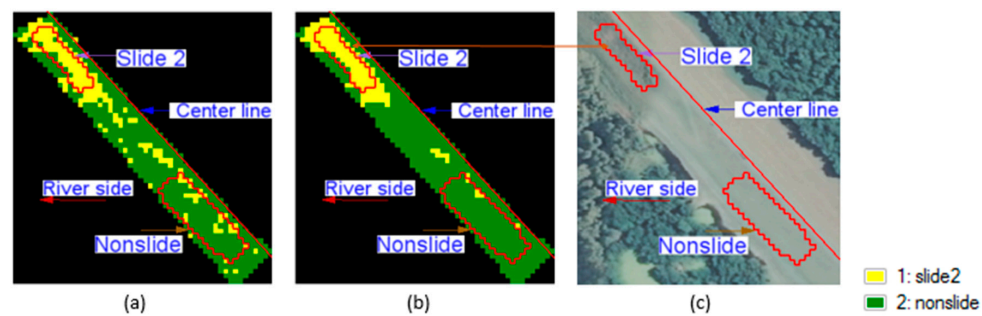 Slide 2
Center line
River side
Nonslide
Slide 2
Center line
River side
Nonslide
Slide 2
Center line
River side
Nonslide
1: slide2
2: nonslide
(a)
(b)
(c)